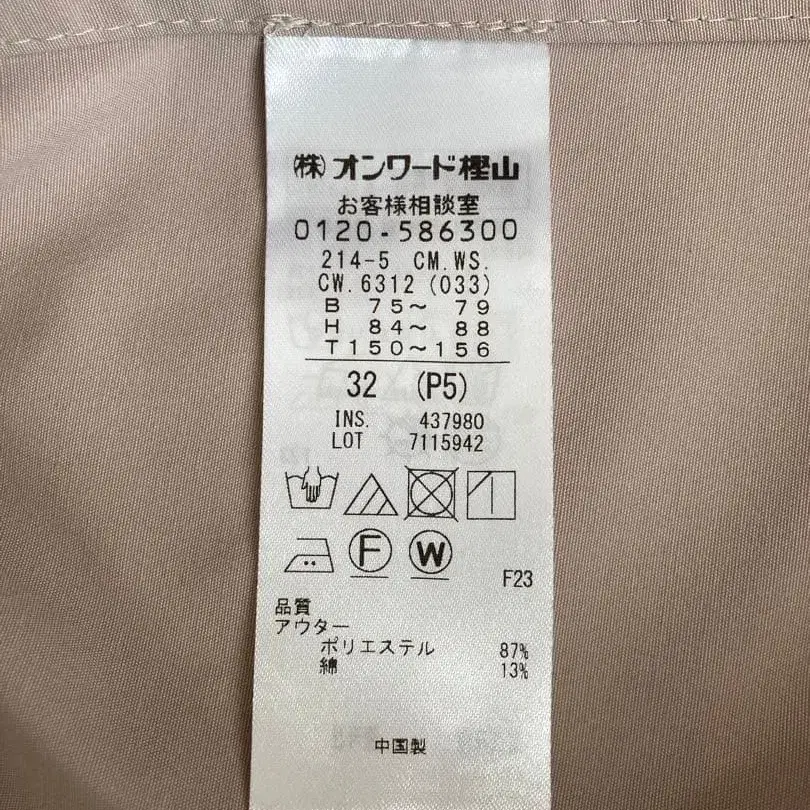 ㈱オンワード樫山
お客様相談室
0120-586300
214-5 CM.WS.
CW.6312 (033)
B 75〜 79
H 84〜 88
T150〜156
32 (P5)
INS. 437980
LOT 7115942
F W
F23
品質
アウター
ポリエステル 87%
綿 13%
中国製